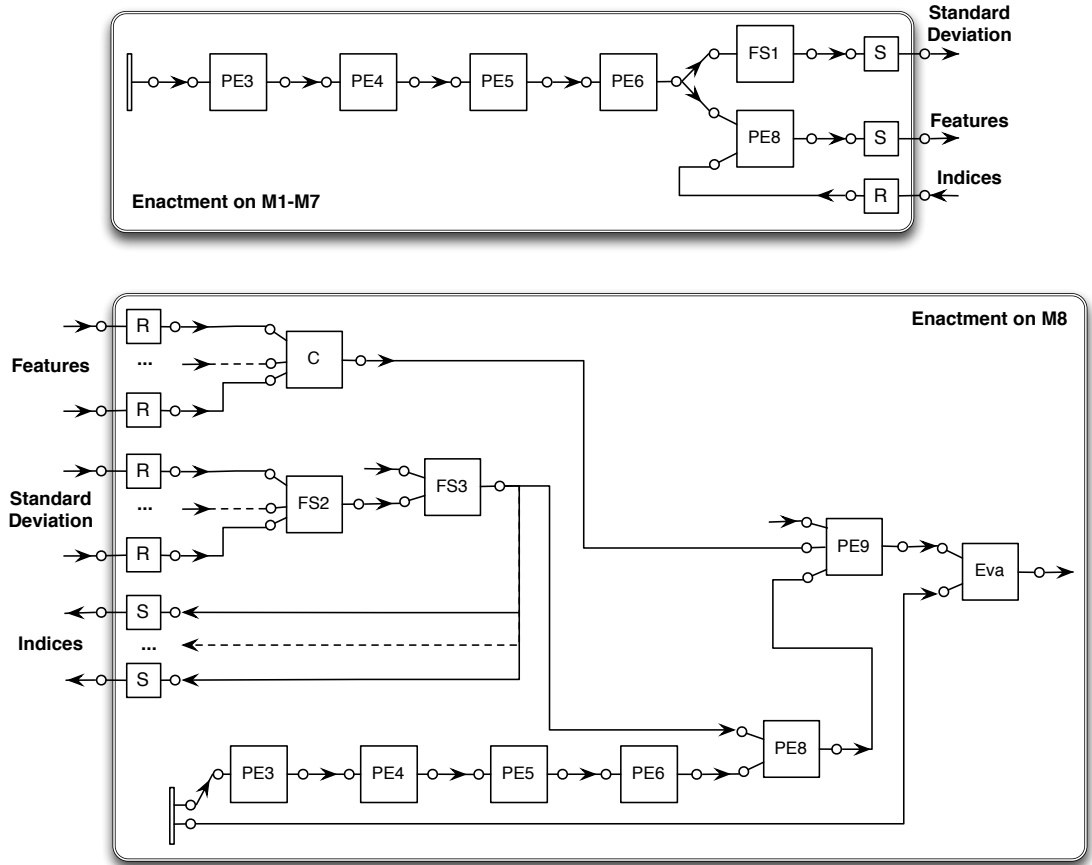 Standard
Deviation
FS1
S
PE3
PE4
PE5
PE6
Features
PE8
S
Indices
R
Enactment on M1-M7
Enactment on M8
R
Features
...
C
R
R
Standard
Deviation
...
FS2
FS3
R
PE9
Eva
S
Indices
...
S
PE8
PE3
PE4
PE5
PE6